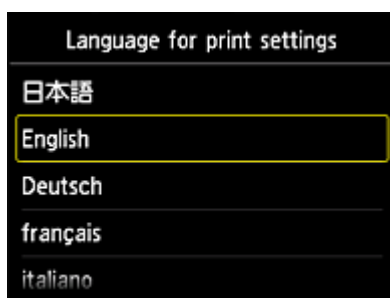 Language for print settings
日本語
English
Deutsch
français
italiano